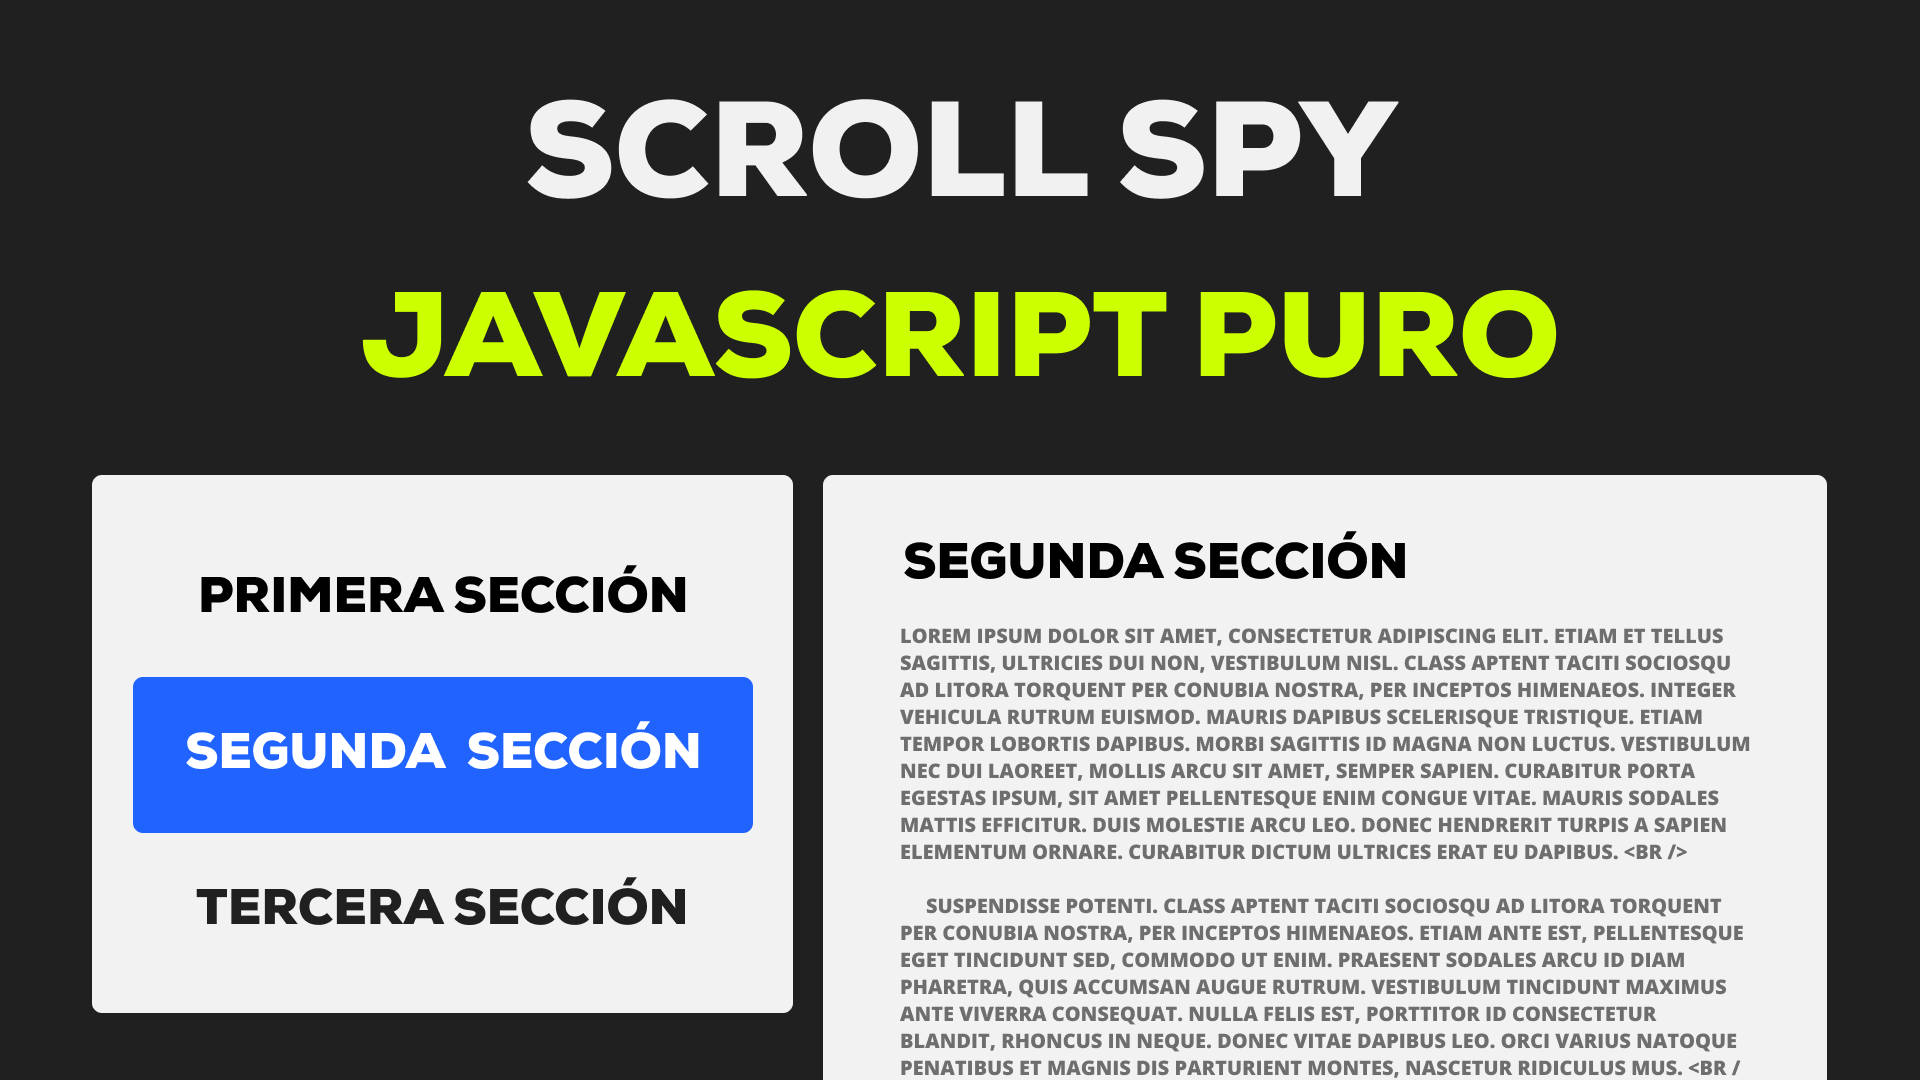 SCROLL SPY
JAVASCRIPT PURO
PRIMERA SECCIÓN
SEGUNDA SECCIÓN
TERCERA SECCIÓN
SEGUNDA SECCIÓN
LOREM IPSUM DOLOR SIT AMET, CONSECTETUR ADIPISCING ELIT. ETIAM ET TELLUS
SAGITTIS, ULTRICIES DUI NON, VESTIBULUM NISL. CLASS APTENT TACITI SOCIOSQU
AD LITORA TORQUENT PER CONUBIA NOSTRA, PER INCEPTOS HIMENAEOS. INTEGER
VEHICULA RUTRUM EUISMOD. MAURIS DAPIBUS SCELERISQUE TRISTIQUE. ETIAM
TEMPOR LOBORTIS DAPIBUS. MORBI SAGITTIS ID MAGNA NON LUCTUS. VESTIBULUM
NEC DUI LAOREET, MOLLIS ARCU SIT AMET, SEMPER SAPIEN. CURABITUR PORTA
EGESTAS IPSUM, SIT AMET PELLENTESQUE ENIM CONGUE VITAE. MAURIS SODALES
MATTIS EFFICITUR. DUIS MOLESTIE ARCU LEO. DONEC HENDRERIT TURPIS A SAPIEN
ELEMENTUM ORNARE. CURABITUR DICTUM ULTRICES ERAT EU DAPIBUS. <BR />
SUSPENDISSE POTENTI. CLASS APTENT TACITI SOCIOSQU AD LITORA TORQUENT
PER CONUBIA NOSTRA, PER INCEPTOS HIMENAEOS. ETIAM ANTE EST, PELLENTESQUE
EGET TINCIDUNT SED, COMMODO UT ENIM. PRAESENT SODALES ARCU ID DIAM
PHARETRA, QUIS ACCUMSAN AUGUE RUTRUM. VESTIBULUM TINCIDUNT MAXIMUS
ANTE VIVERRA CONSEQUAT. NULLA FELIS EST, PORTTITOR ID CONSECTETUR
BLANDIT, RHONCUS IN NEQUE. DONEC VITAE DAPIBUS LEO. ORCI VARIUS NATOQUE
PENATIBUS ET MAGNIS DIS PARTURIENT MONTES, NASCETUR RIDICULUS MUS. <BR /